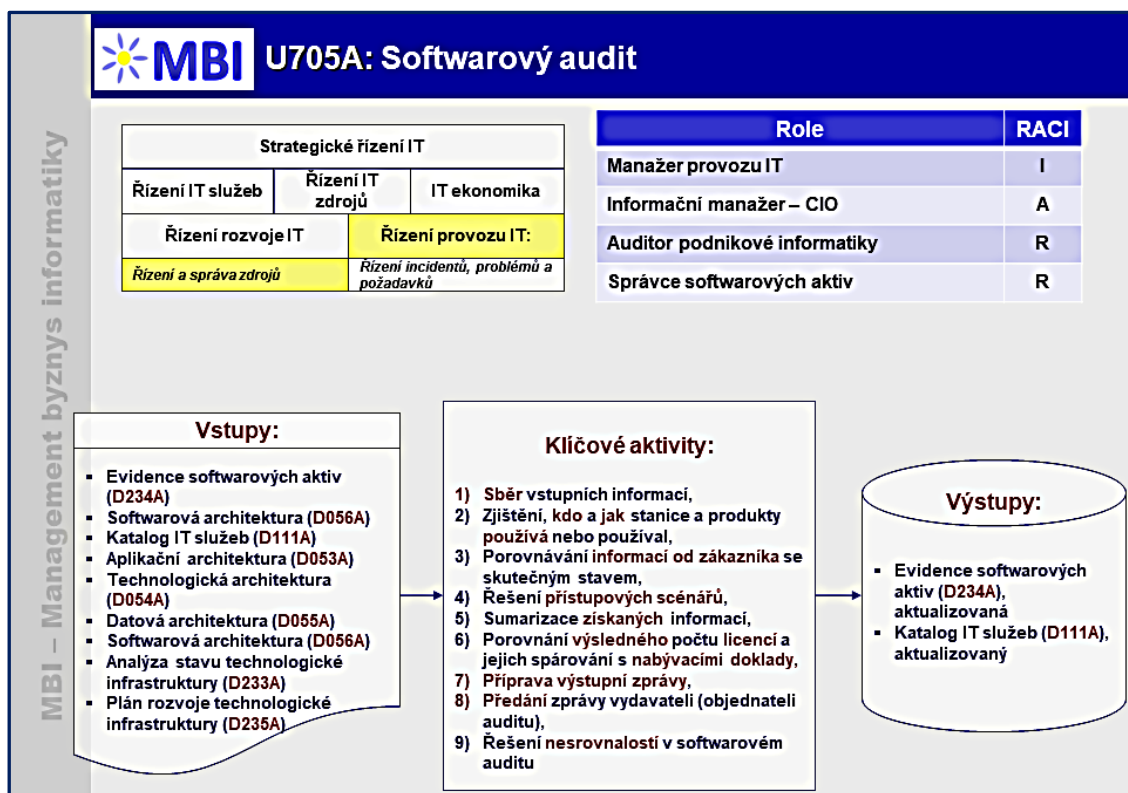 MBI
U705A: Softwarový audit
MBI – Management byznys informatiky
Strategické řízení IT
Řízení IT služeb
Řízení IT
zdrojů
IT ekonomika
Řízení rozvoje IT
Řízení provozu IT:
Řízení a správa zdrojů
Řízení incidentů, problémů a
požadavků
Role RACI
Manažer provozu IT I
Informační manažer – CIO A
Auditor podnikové informatiky R
Správce softwarových aktiv R
Vstupy:
▪ Evidence softwarových aktiv
(D234A)
▪ Softwarová architektura (D056A)
▪ Katalog IT služeb (D111A)
▪ Aplikační architektura (D053A)
▪ Technologická architektura
(D054A)
▪ Datová architektura (D055A)
▪ Softwarová architektura (D056A)
▪ Analýza stavu technologické
infrastruktury (D233A)
▪ Plán rozvoje technologické
infrastruktury (D235A)
Klíčové aktivity:
1) Sběr vstupních informací,
2) Zjištění, kdo a jak stanice a produkty
používá nebo používal,
3) Porovnávání informací od zákazníka se
skutečným stavem,
4) Řešení přístupových scénářů,
5) Sumarizace získaných informací,
6) Porovnání výsledného počtu licencí a
jejich spárování s nabývacími doklady,
7) Příprava výstupní zprávy,
8) Předání zprávy vydavateli (objednateli
auditu),
9) Řešení nesrovnalostí v softwarovém
auditu
Výstupy:
▪ Evidence softwarových
aktiv (D234A),
aktualizovaná
▪ Katalog IT služeb (D111A),
aktualizovaný